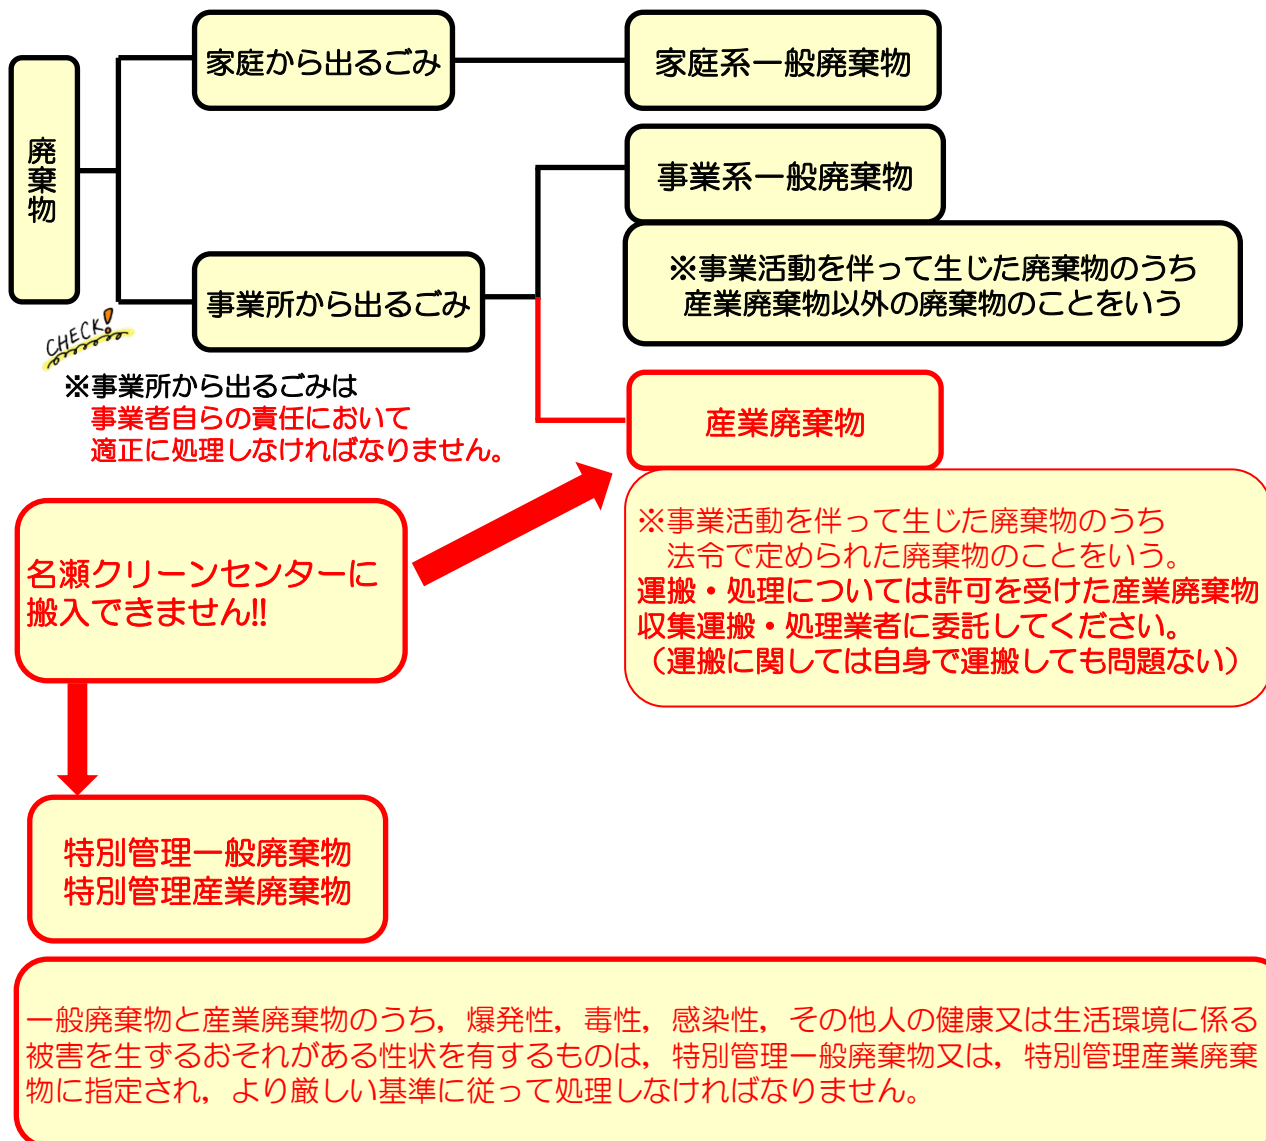 家庭から出るごみ
家庭系一般廃棄物
廃棄物
事業系一般廃棄物
※事業活動を伴って生じた廃棄物のうち
産業廃棄物以外の廃棄物のことをいう
事業所から出るごみ
CHECK!
※事業所から出るごみは
事業者自らの責任において
適正に処理しなければなりません。
産業廃棄物
※事業活動を伴って生じた廃棄物のうち
法令で定められた廃棄物のことをいう。
運搬・処理については許可を受けた産業廃棄物
収集運搬・処理業者に委託してください。
（運搬に関しては自身で運搬しても問題ない）
名瀬クリーンセンターに
搬入できません!!
特別管理一般廃棄物
特別管理産業廃棄物
一般廃棄物と産業廃棄物のうち，爆発性，毒性，感染性，その他人の健康又は生活環境に係る
被害を生ずるおそれがある性状を有するものは，特別管理一般廃棄物又は，特別管理産業廃棄
物に指定され，より厳しい基準に従って処理しなければなりません。